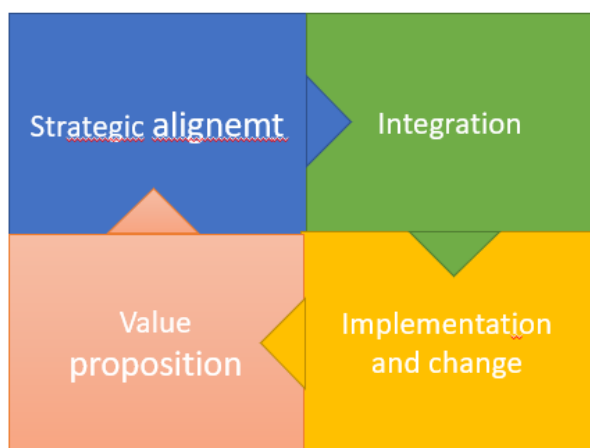 Strategic alignemt
Integration
Value
proposition
Implementation
and change